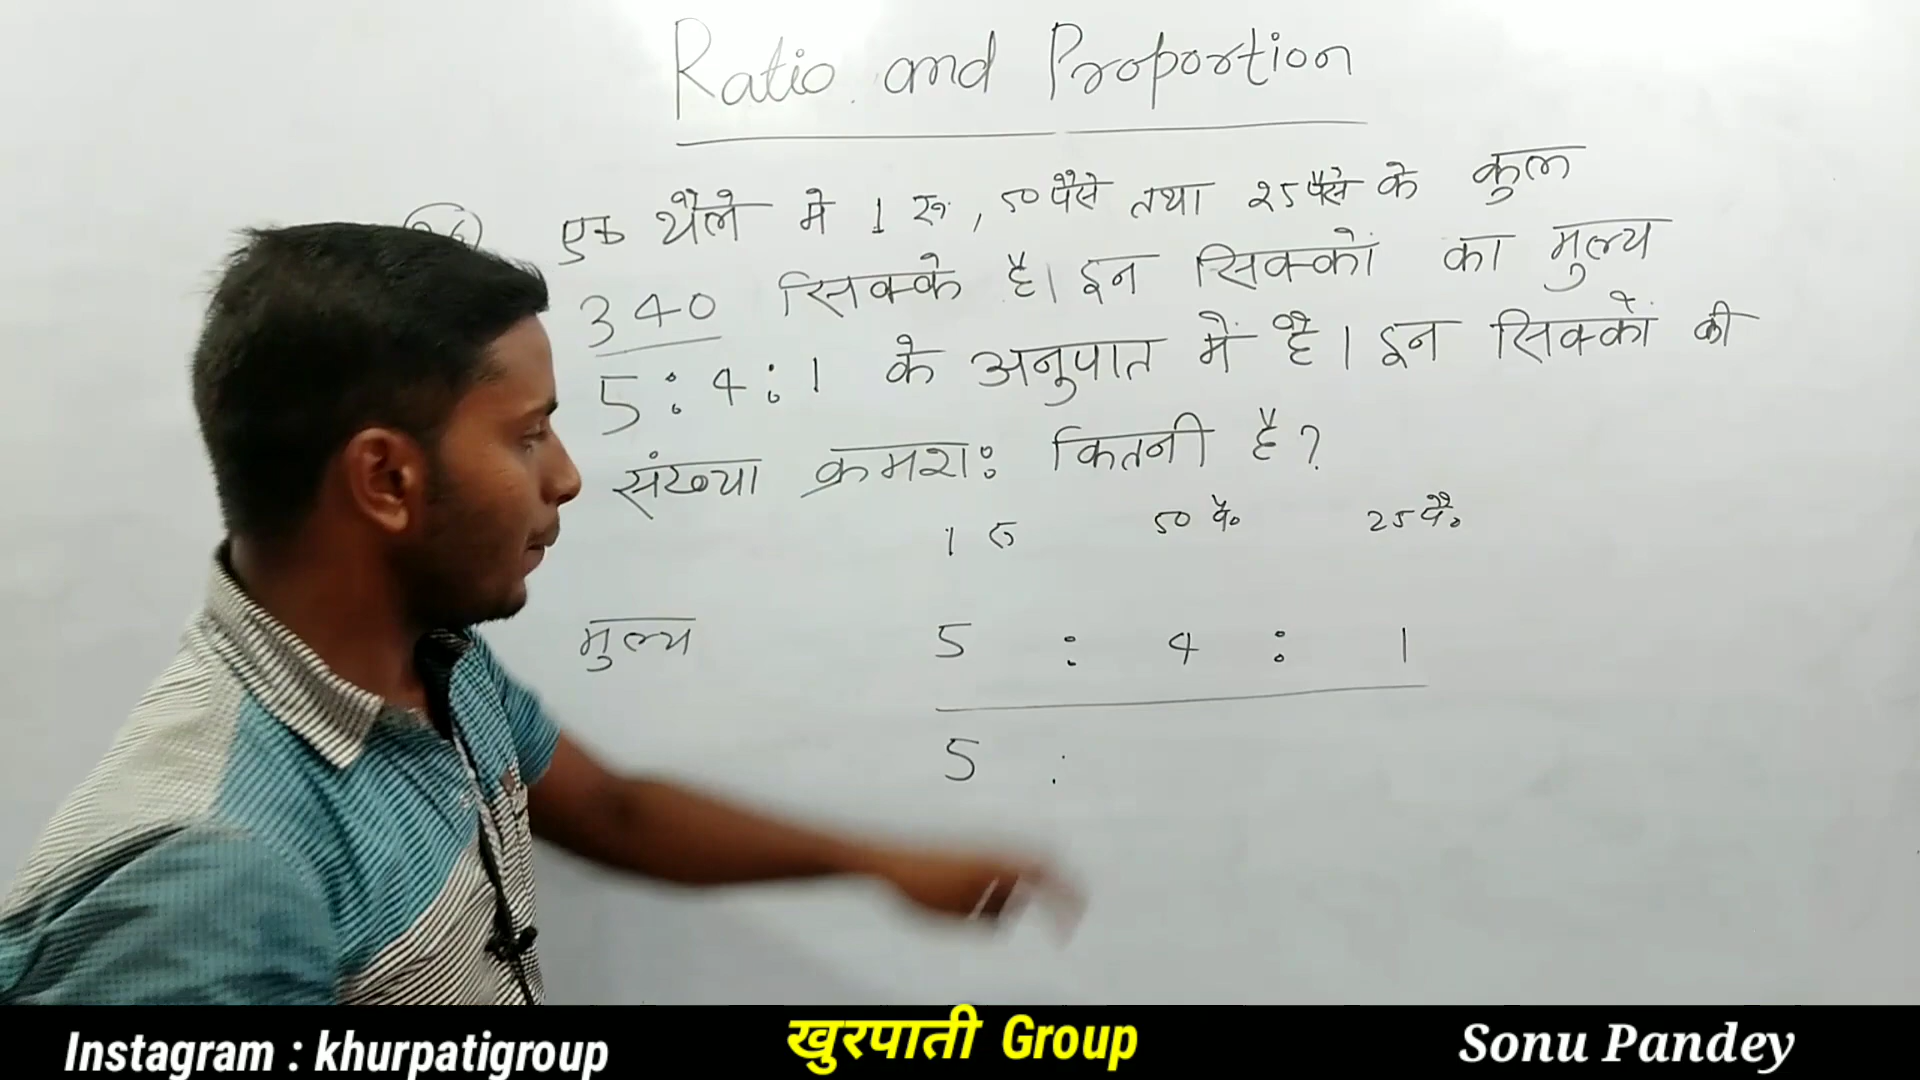 Ratio and Proportion
एक थैले मे 1 रु, 50 पैसे तथा 25 पैसे के कुल
340 सिक्के है। इन सिक्कों का मुल्य
5 : 4 : 1 के अनुपात में है। इन सिक्कों की
संख्या क्रमशः कितनी है?
1 रु 50 पै० 25 पै०
मुल्य 5 : 4 : 1
5 :
Instagram : khurpatigroup खुरपाती Group Sonu Pandey